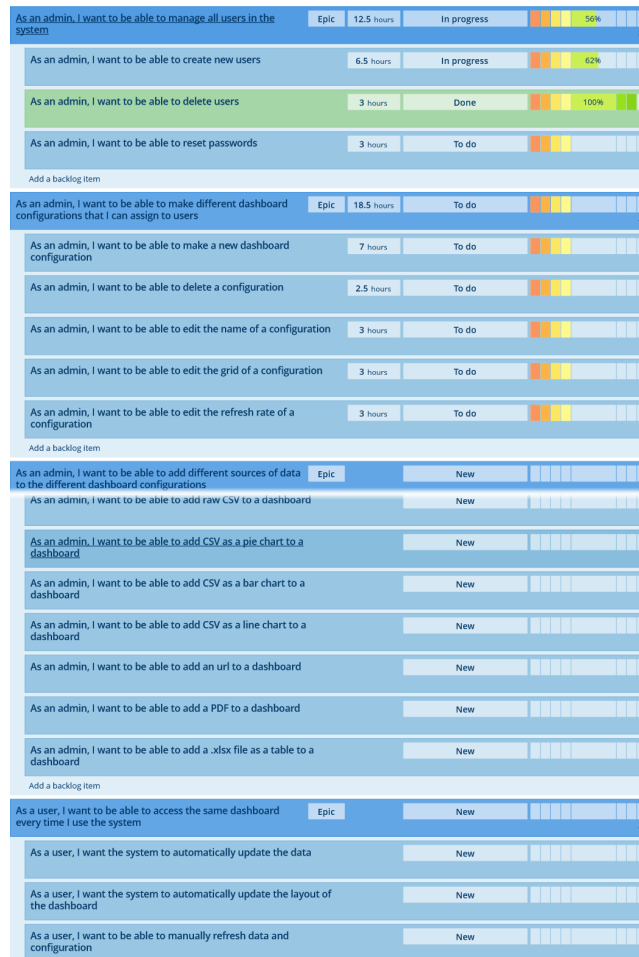 As an admin, I want to be able to manage all users in the Epic 12.5 hours In progress 56%
system
As an admin, I want to be able to create new users 6.5 hours In progress 62%
As an admin, I want to be able to delete users 3 hours Done 100%
As an admin, I want to be able to reset passwords 3 hours To do
Add a backlog item
As an admin, I want to be able to make different dashboard Epic 18.5 hours To do
configurations that I can assign to users
As an admin, I want to be able to make a new dashboard 7 hours To do
configuration
As an admin, I want to be able to delete a configuration 2.5 hours To do
As an admin, I want to be able to edit the name of a configuration 3 hours To do
As an admin, I want to be able to edit the grid of a configuration 3 hours To do
As an admin, I want to be able to edit the refresh rate of a 3 hours To do
configuration
Add a backlog item
As an admin, I want to be able to add different sources of data Epic New
to the different dashboard configurations
As an admin, I want to be able to add raw CSV to a dashboard New
As an admin, I want to be able to add CSV as a pie chart to a New
dashboard
As an admin, I want to be able to add CSV as a bar chart to a New
dashboard
As an admin, I want to be able to add CSV as a line chart to a New
dashboard
As an admin, I want to be able to add an url to a dashboard New
As an admin, I want to be able to add a PDF to a dashboard New
As an admin, I want to be able to add a .xlsx file as a table to a New
dashboard
Add a backlog item
As a user, I want to be able to access the same dashboard Epic New
every time I use the system
As a user, I want the system to automatically update the data New
As a user, I want the system to automatically update the layout of New
the dashboard
As a user, I want to be able to manually refresh data and New
configuration